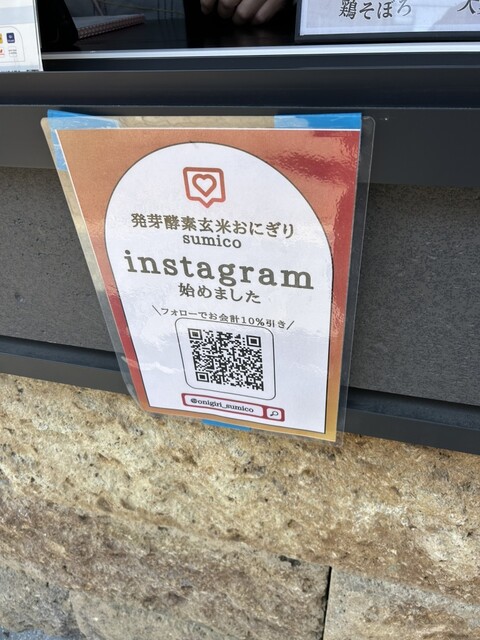 鶏そぼろ
発芽酵素玄米おにぎり
sumico
instagram
始めました
\フォローでお会計10%引き/
@onigiri_sumico